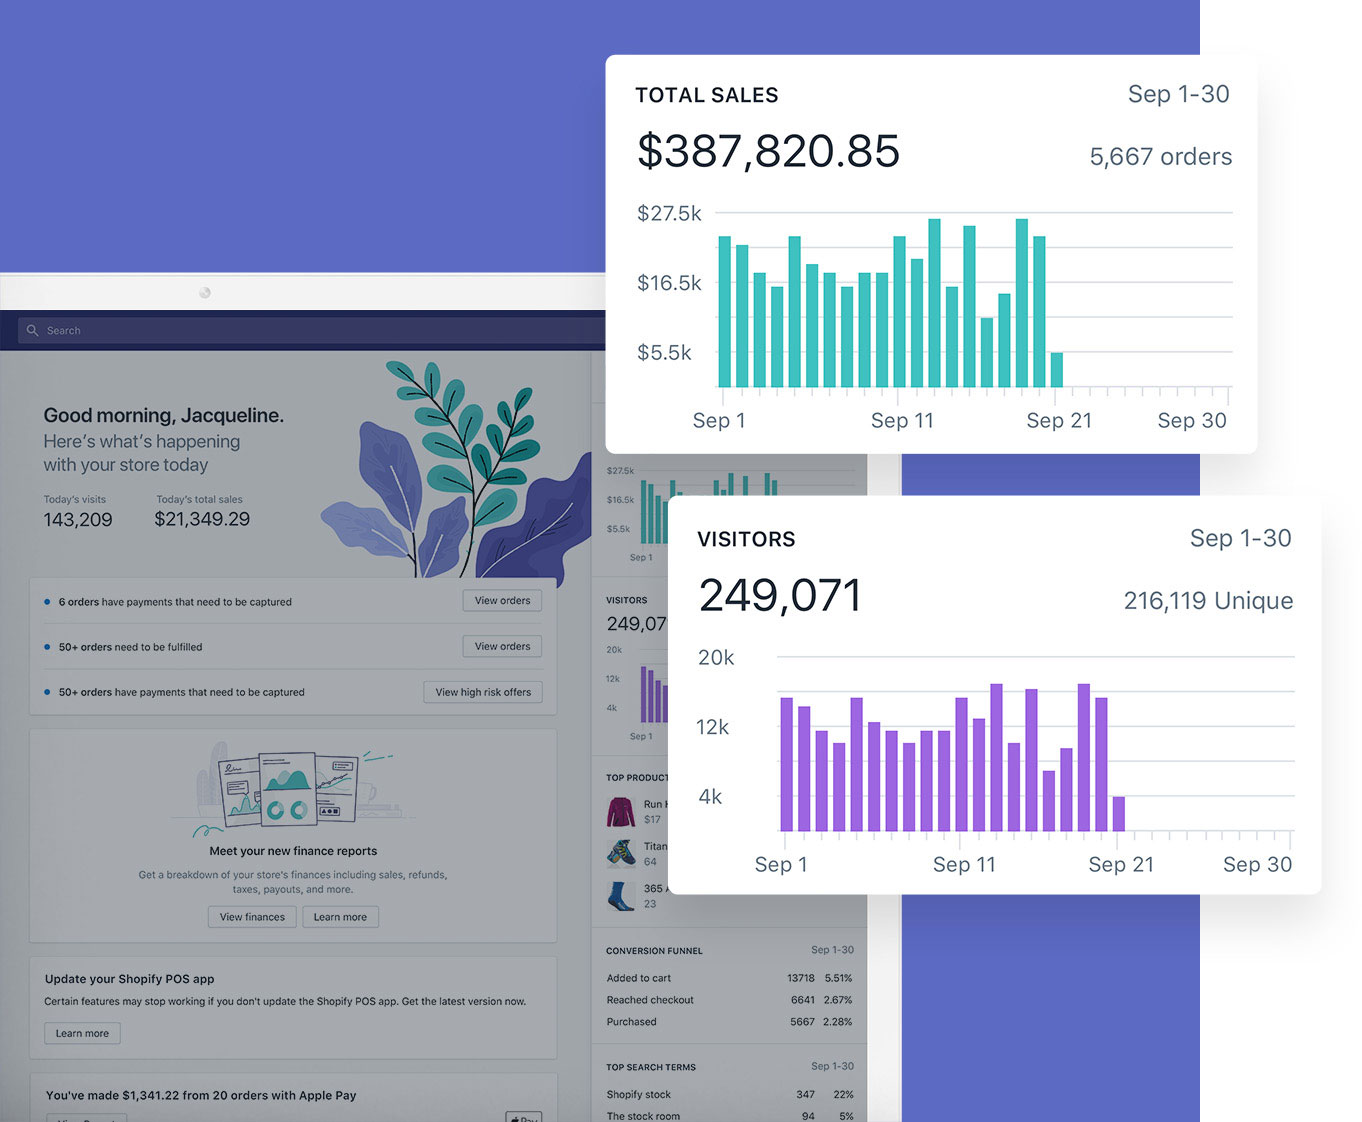 TOTAL SALES
Sep 1-30
$387,820.85
5,667 orders
$27.5k
$16.5k
$5.5k
Sep 1
Sep 11
Sep 21
Sep 30
Search
Good morning, Jacqueline.
Here's what's happening
with your store today
Today's visits
Today's total sales
143,209
$21,349.29
6 orders have payments that need to be captured
View orders
50+ orders need to be fulfilled
View orders
50+ orders have payments that need to be captured
View high risk offers
Meet your new finance reports
Get a breakdown of your store's finances including sales, refunds,
taxes, payouts, and more.
View finances
Learn more
Update your Shopify POS app
Certain features may stop working if you don't update the Shopify POS app. Get the latest version now.
Learn more
You've made $1,341.22 from 20 orders with Apple Pay
Pay
$27.5k
$16.5k
$5.5k
Sep 1
VISITORS
249,07
20k
12k
4k
Sep 1
VISITORS
Sep 1-30
249,071
216,119 Unique
20k
12k
4k
Sep 1
Sep 11
Sep 21
Sep 30
TOP PRODUCT
Run
$17
Titan
64
365
23
CONVERSION FUNNEL
Sep 1-30
Added to cart 13718 5.51%
Reached checkout 6641 2.67%
Purchased 5667 2.28%
TOP SEARCH TERMS
Sep 1-30
Shopify stock 347 22%
The stock room 94 5%